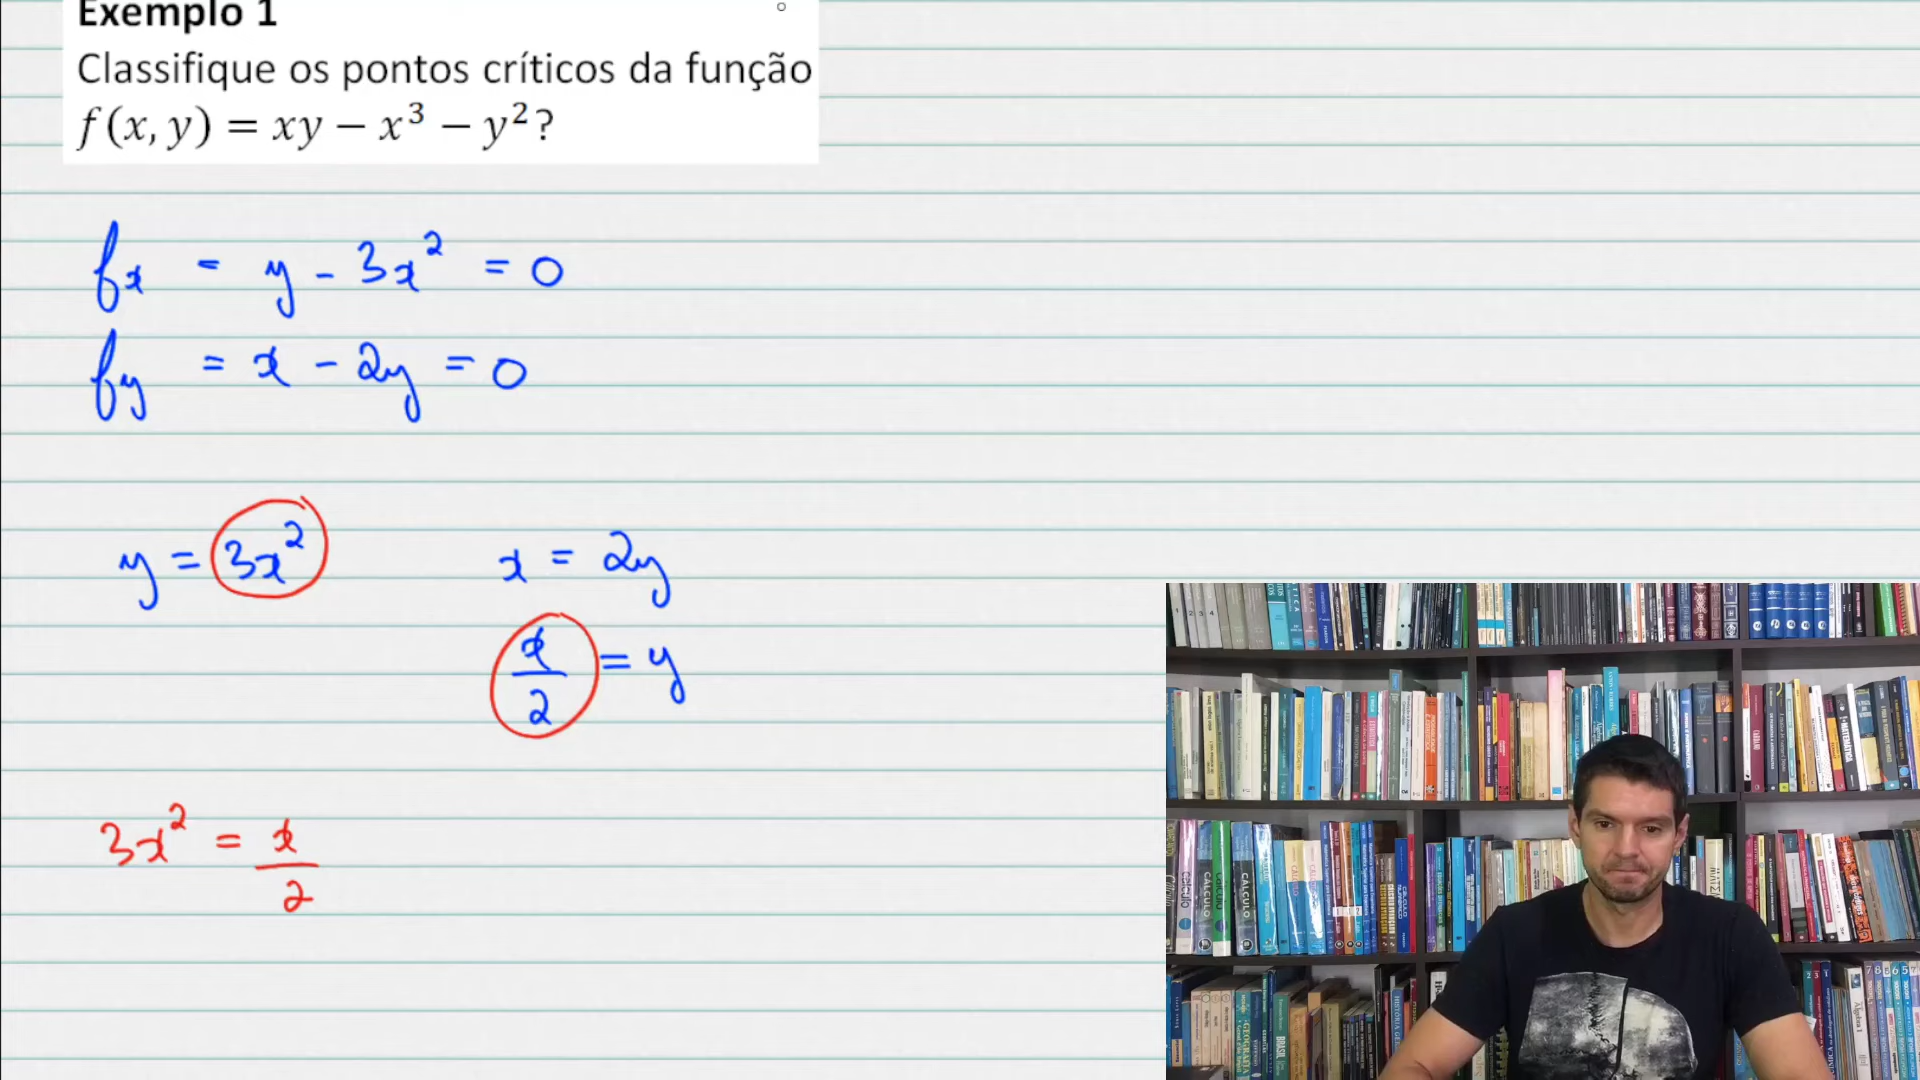 Exemplo 1
Classifique os pontos críticos da função
f(x, y) = xy − x³ − y²?
fx = y - 3x² = 0
fy = x - 2y = 0
y = 3x²
x = 2y
x/2 = y
3x² = x/2